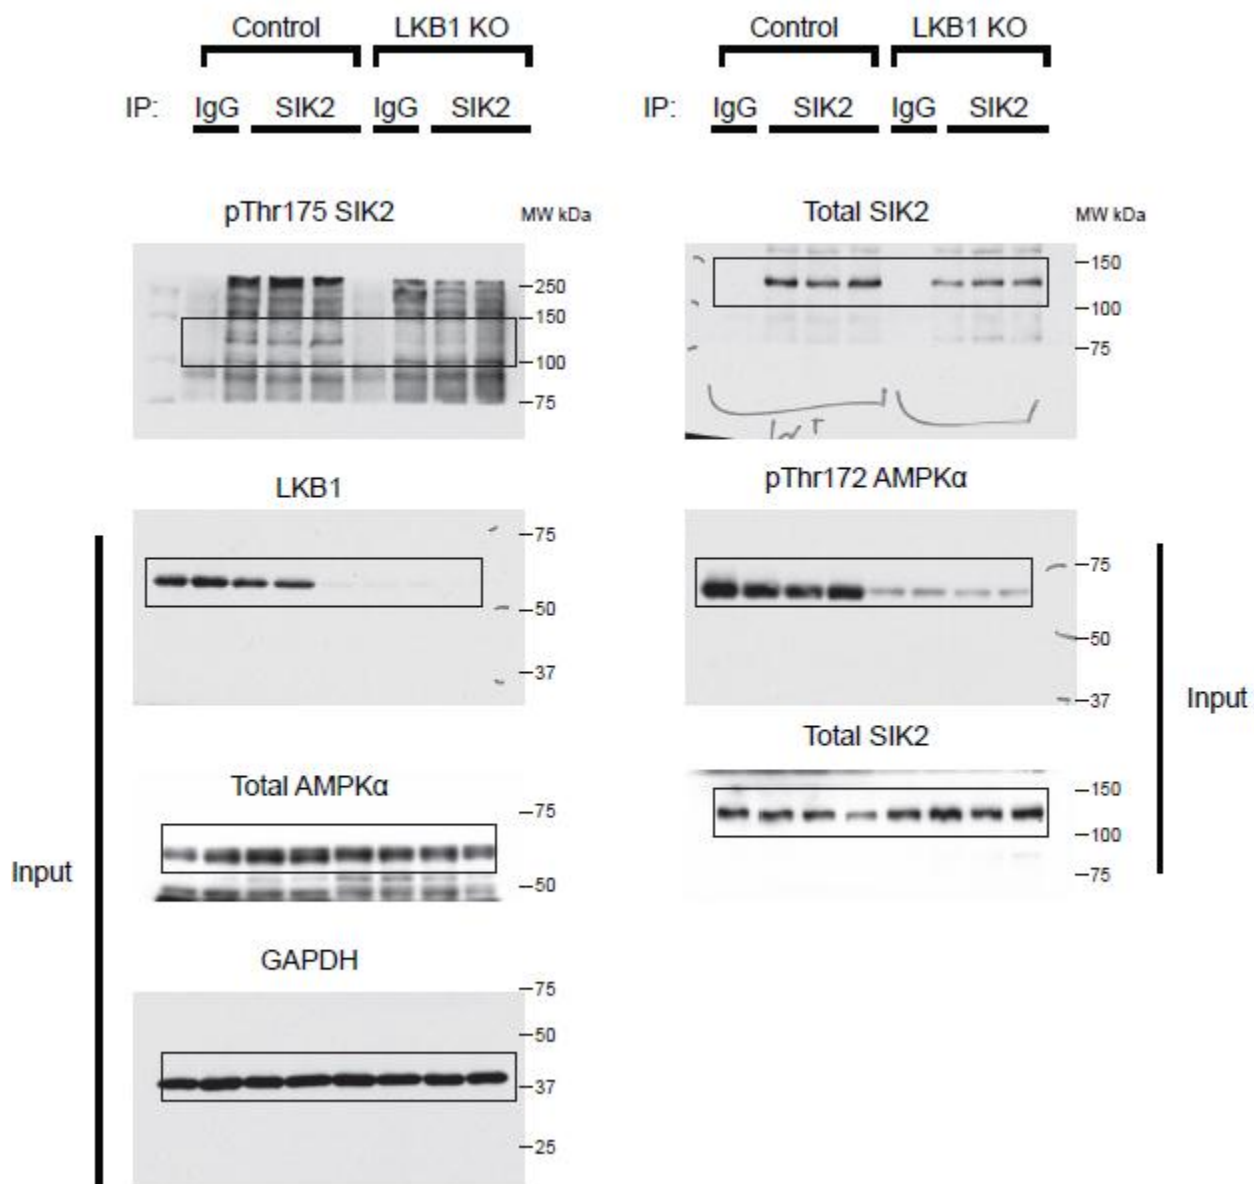 Control LKB1 KO
IP: IgG SIK2 IgG SIK2
pThr175 SIK2 MW kDa
250
150
100
75
LKB1
75
50
37
Total AMPKα
75
50
GAPDH
75
50
37
25
Input
Control LKB1 KO
IP: IgG SIK2 IgG SIK2
Total SIK2 MW kDa
150
100
75
pThr172 AMPKα
75
50
37
Total SIK2
150
100
75
Input